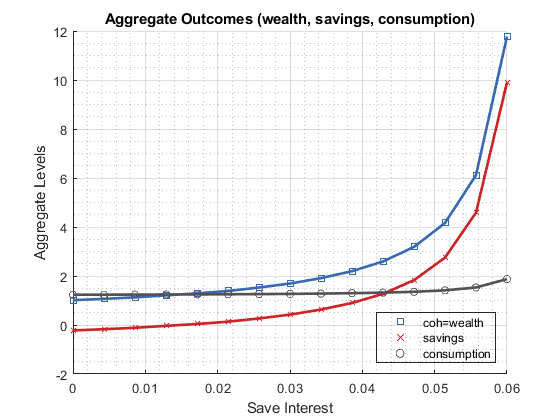 Aggregate Outcomes (wealth, savings, consumption)
12
10
8
6
4
2
0
-2
Aggregate Levels
coh=wealth
savings
consumption
0
0.01
0.02
0.03
0.04
0.05
0.06
Save Interest